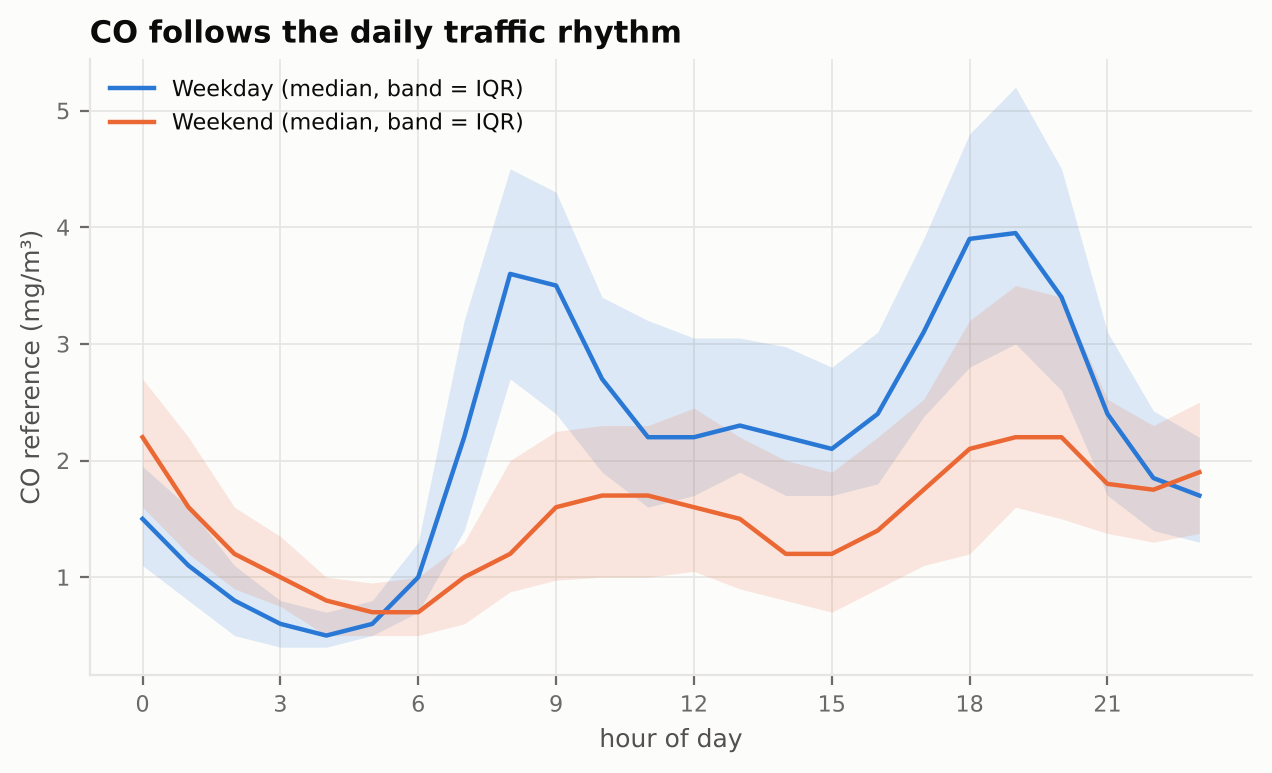 CO follows the daily traffic rhythm
Weekday (median, band = IQR)
Weekend (median, band = IQR)
CO reference (mg/m³)
5
4
3
2
1
0 3 6 9 12 15 18 21
hour of day